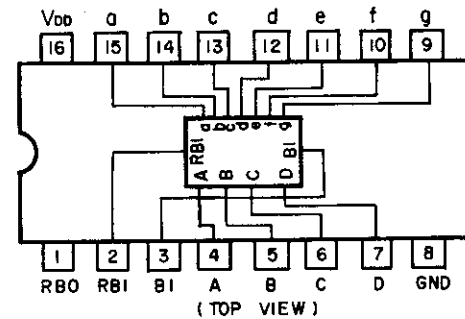 VDD a b c d e f g
16 15 14 13 12 11 10 9
a b c d e f g
RBI BI
A B C D
1 2 3 4 5 6 7 8
RBO RBI BI A B C D GND
( TOP VIEW )